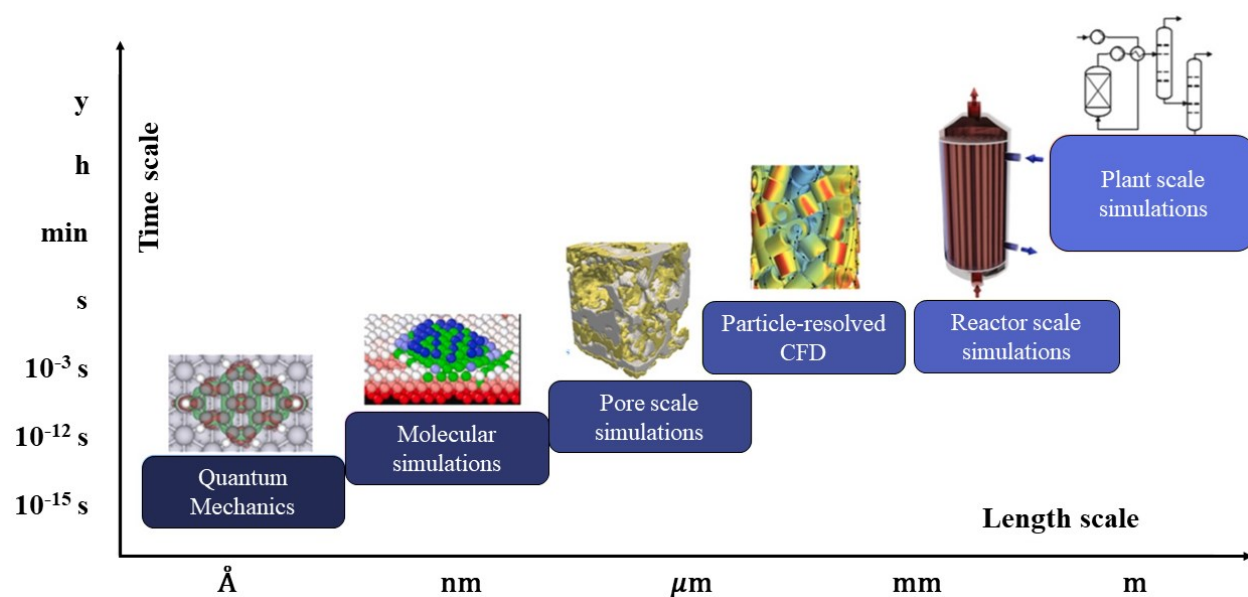 y
h
min
s
10⁻³ s
10⁻¹² s
10⁻¹⁵ s
Time scale
Quantum
Mechanics
Molecular
simulations
Pore scale
simulations
Particle-resolved
CFD
Reactor scale
simulations
Plant scale
simulations
Length scale
Å
nm
μm
mm
m